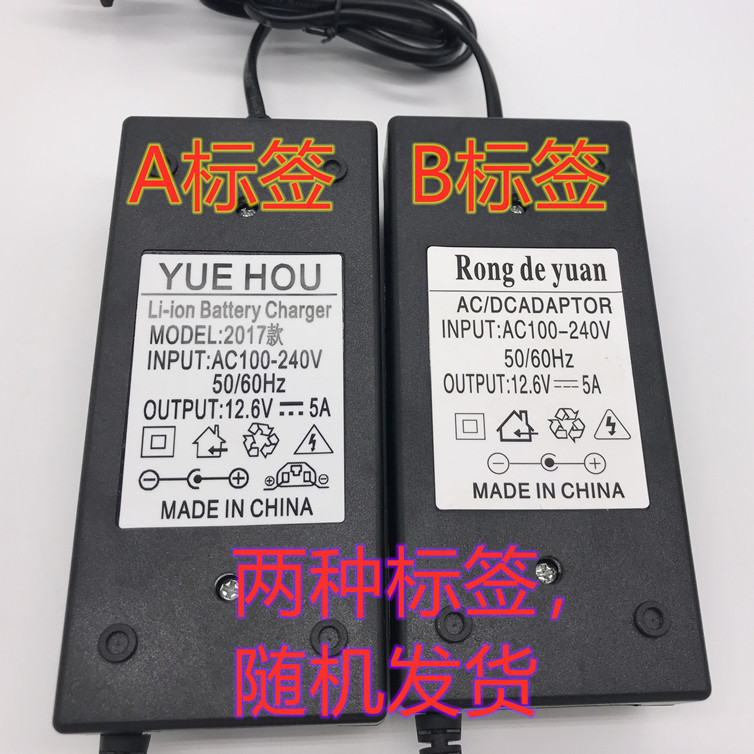 A标签
YUE HOU
Li-ion Battery Charger
MODEL:2017款
INPUT:AC100-240V
50/60Hz
OUTPUT:12.6V⎓5A
MADE IN CHINA
B标签
Rong de yuan
AC/DCADAPTOR
INPUT:AC100-240V
50/60Hz
OUTPUT:12.6V⎓5A
MADE IN CHINA
两种标签，
随机发货